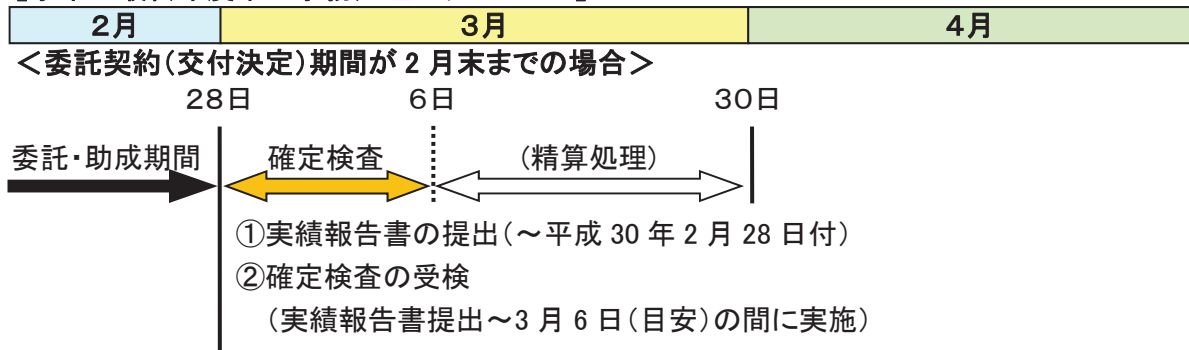 2月 3月 4月
＜委託契約(交付決定)期間が 2 月末までの場合＞
28日 6日 30日
委託・助成期間 確定検査 (精算処理)
①実績報告書の提出(～平成 30 年 2 月 28 日付)
②確定検査の受検
(実績報告書提出～3 月 6 日(目安)の間に実施)